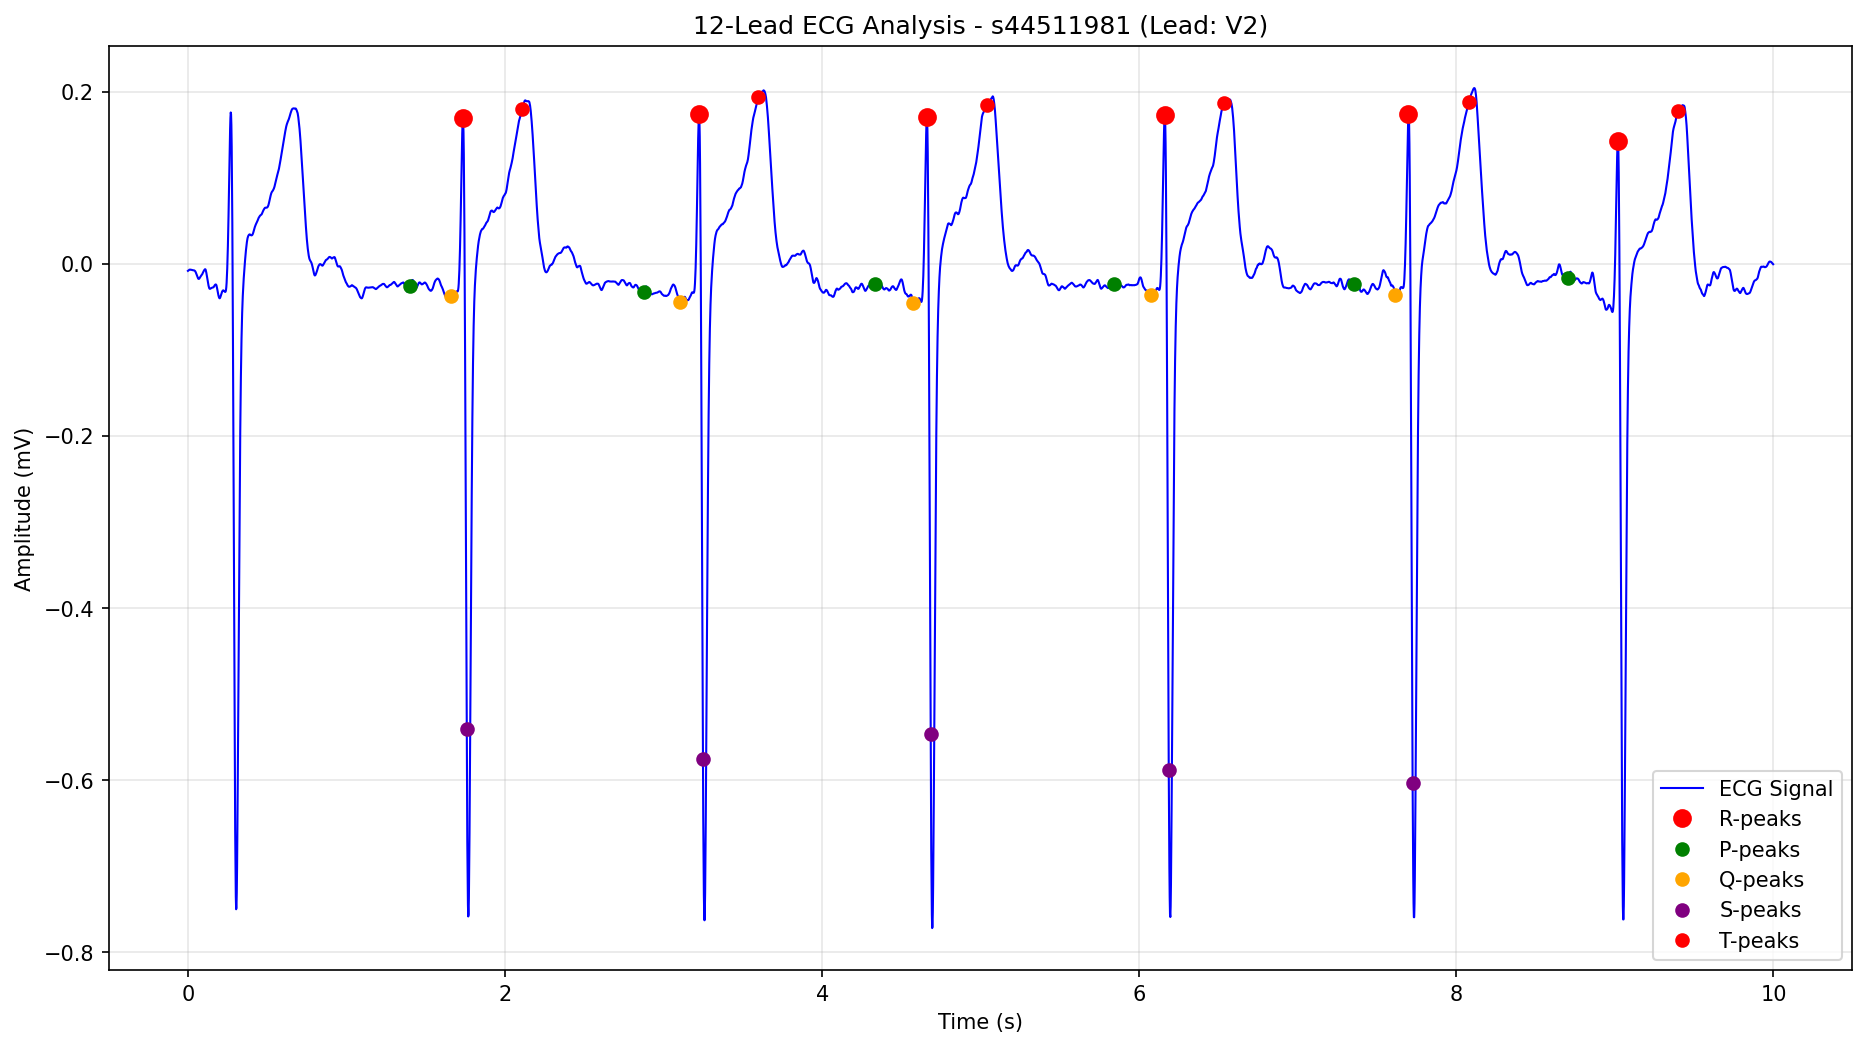 12-Lead ECG Analysis - s44511981 (Lead: V2)
Amplitude (mV)
0.2
0.0
−0.2
−0.4
−0.6
−0.8
0
2
4
6
8
10
Time (s)
ECG Signal
R-peaks
P-peaks
Q-peaks
S-peaks
T-peaks